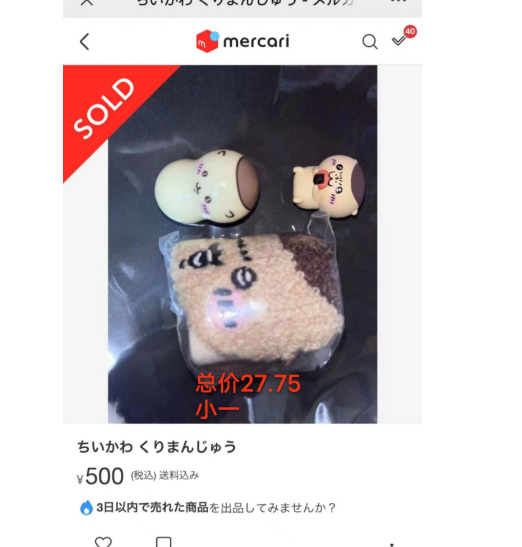 ちいかわ くりまんじゅう - メルカ
mercari
40
SOLD
总价27.75
小一
ちいかわ くりまんじゅう
¥500 (税込) 送料込み
3日以内で売れた商品を出品してみませんか？